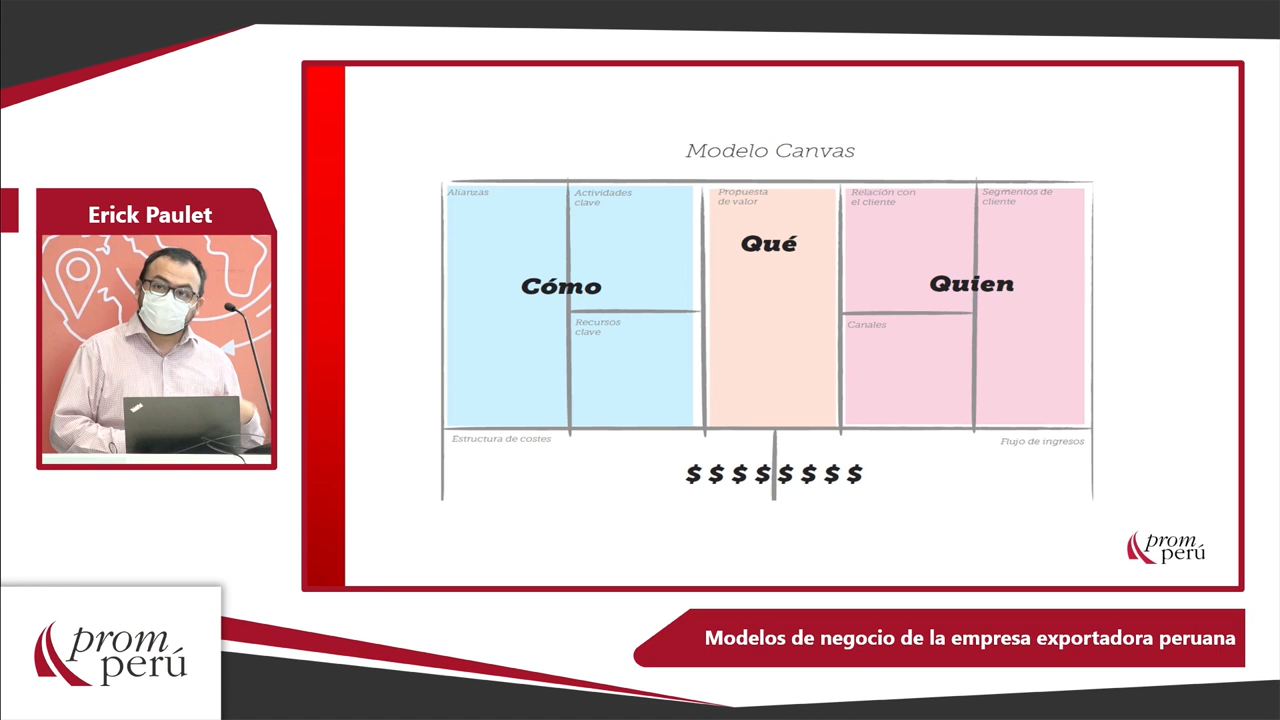 Erick Paulet
Modelo Canvas
Alianzas
Actividades
clave
Propuesta
de valor
Relación con
el cliente
Segmentos de
cliente
Qué
Cómo
Quien
Recursos
clave
Canales
Estructura de costes
Flujo de ingresos
$ $ $ $ $ $ $ $
prom
perú
prom
perú
Modelos de negocio de la empresa exportadora peruana